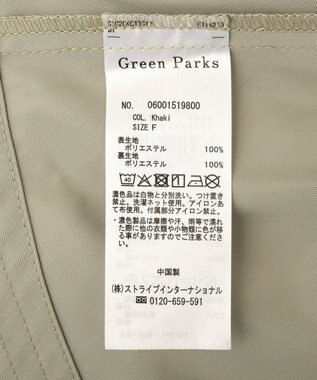 Green Parks
NO. 06001519800
COL. Khaki
SIZE F
表生地
ポリエステル 100%
裏生地
ポリエステル 100%
40
濃色品は白物と分別洗い。つけ置き
禁止。洗濯ネット使用。アイロンあ
て布使用。付属部分アイロン禁止。
・濃色製品は摩擦や汗、雨等で濡れ
た際に他の衣類や小物類に色が移
る事がありますのでご注意くださ
い。
中国製
(株)ストライプインターナショナル
0120-659-591